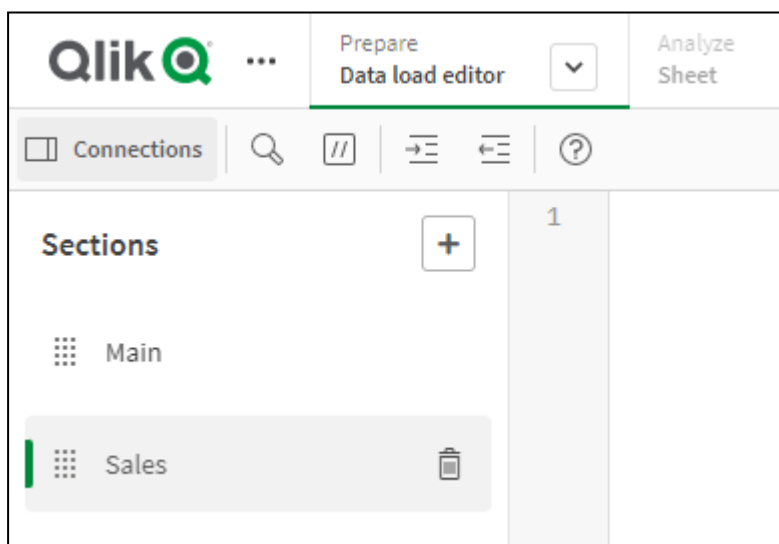 Qlik
...
Prepare
Data load editor
Analyze
Sheet
Connections
//
?
Sections
+
1
Main
Sales